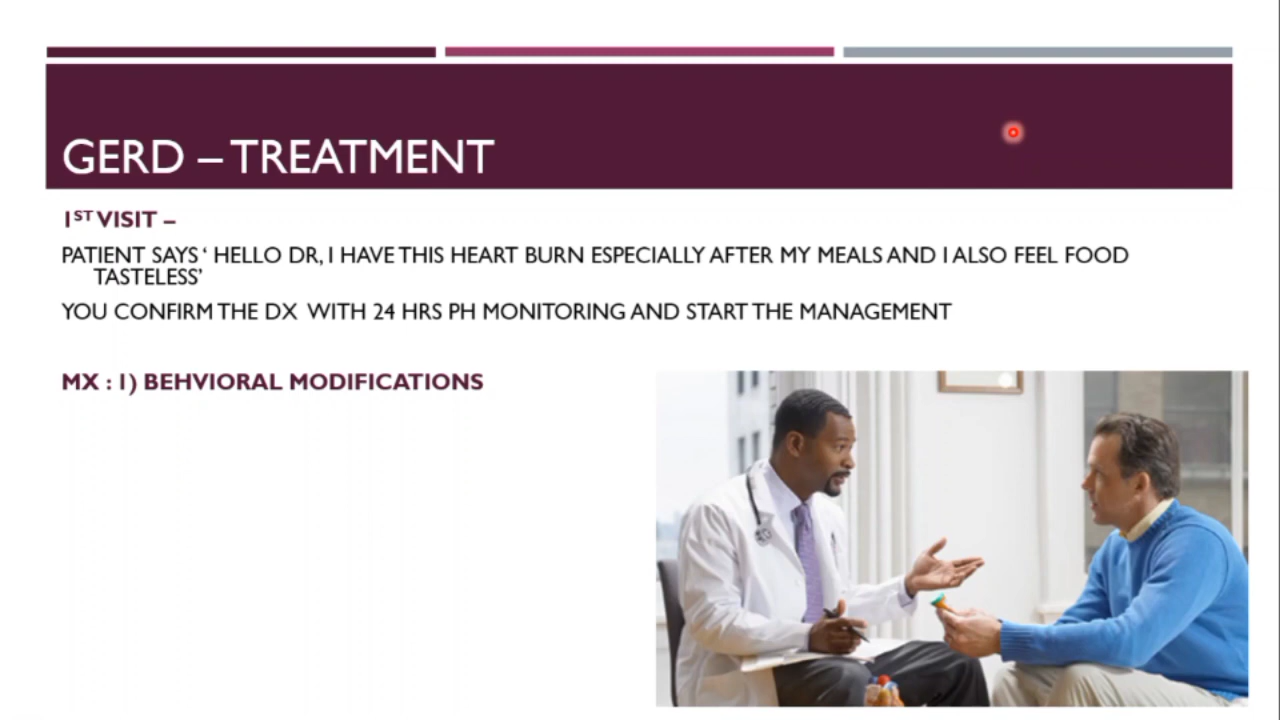 GERD – TREATMENT
1ST VISIT –
PATIENT SAYS ‘ HELLO DR, I HAVE THIS HEART BURN ESPECIALLY AFTER MY MEALS AND I ALSO FEEL FOOD
TASTELESS’
YOU CONFIRM THE DX WITH 24 HRS PH MONITORING AND START THE MANAGEMENT
MX : 1) BEHVIORAL MODIFICATIONS